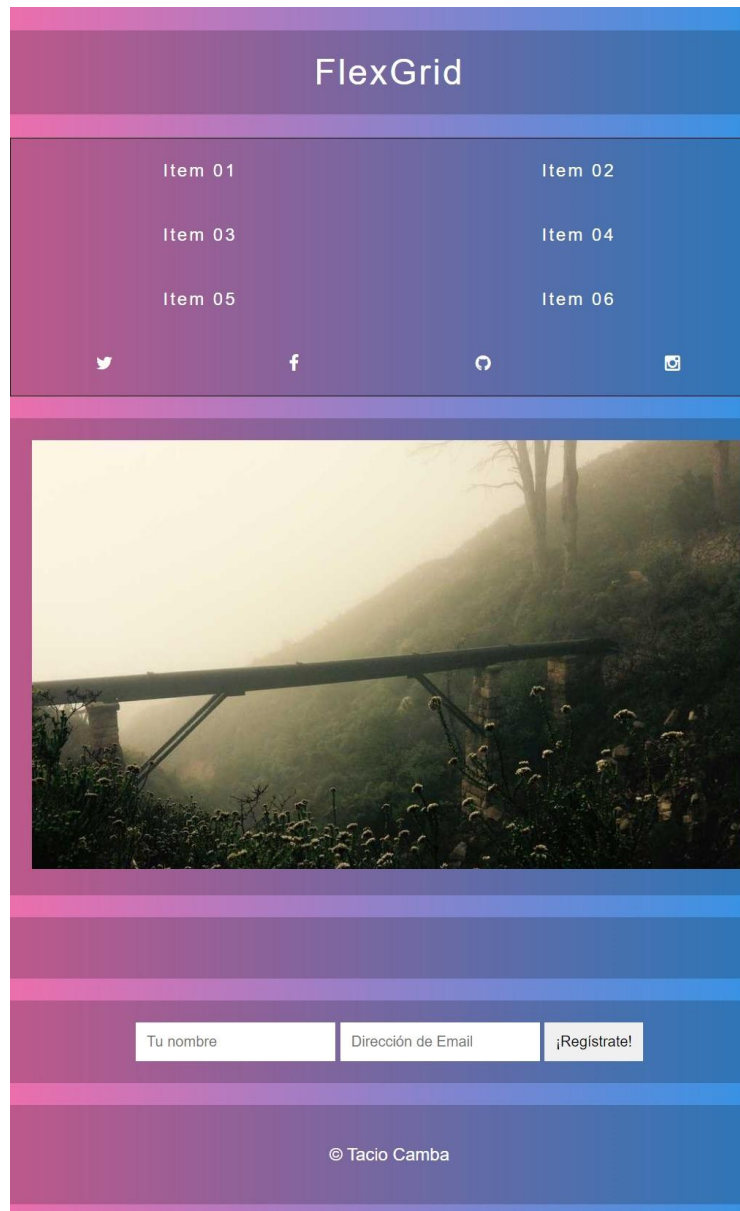 FlexGrid
Item 01 Item 02
Item 03 Item 04
Item 05 Item 06
Tu nombre Dirección de Email ¡Regístrate!
© Tacio Camba